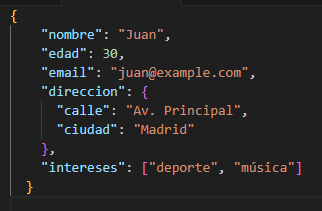 {
    "nombre": "Juan",
    "edad": 30,
    "email": "juan@example.com",
    "direccion": {
      "calle": "Av. Principal",
      "ciudad": "Madrid"
    },
    "intereses": ["deporte", "música"]
  }